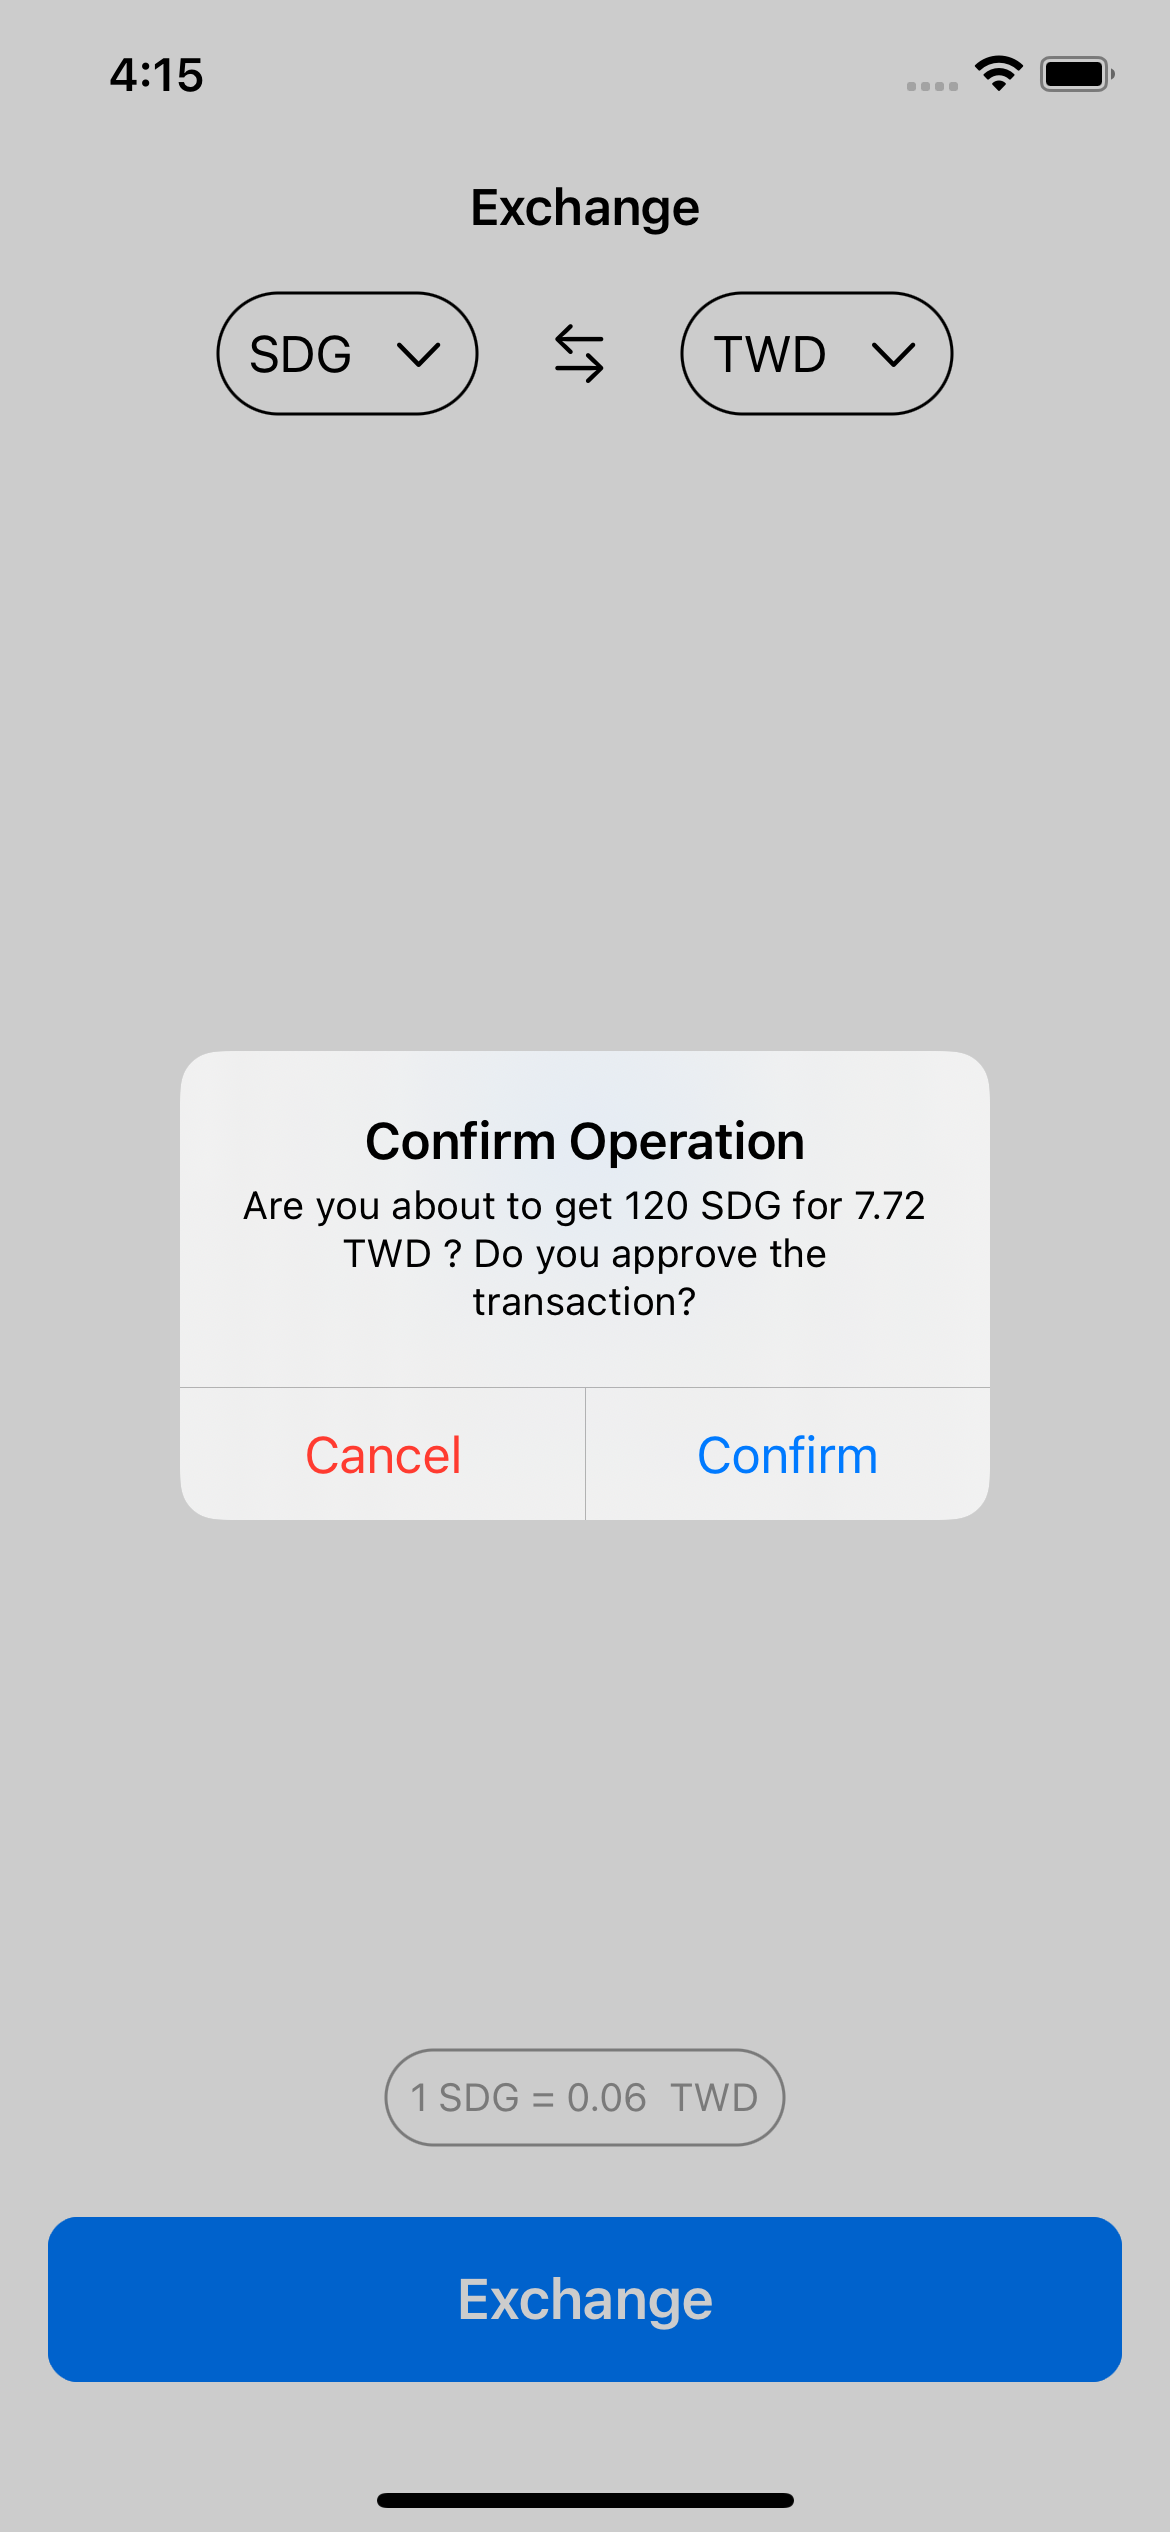 4:15
Exchange
SDG TWD
Confirm Operation
Are you about to get 120 SDG for 7.72
TWD ? Do you approve the
transaction?
Cancel Confirm
1 SDG = 0.06 TWD
Exchange